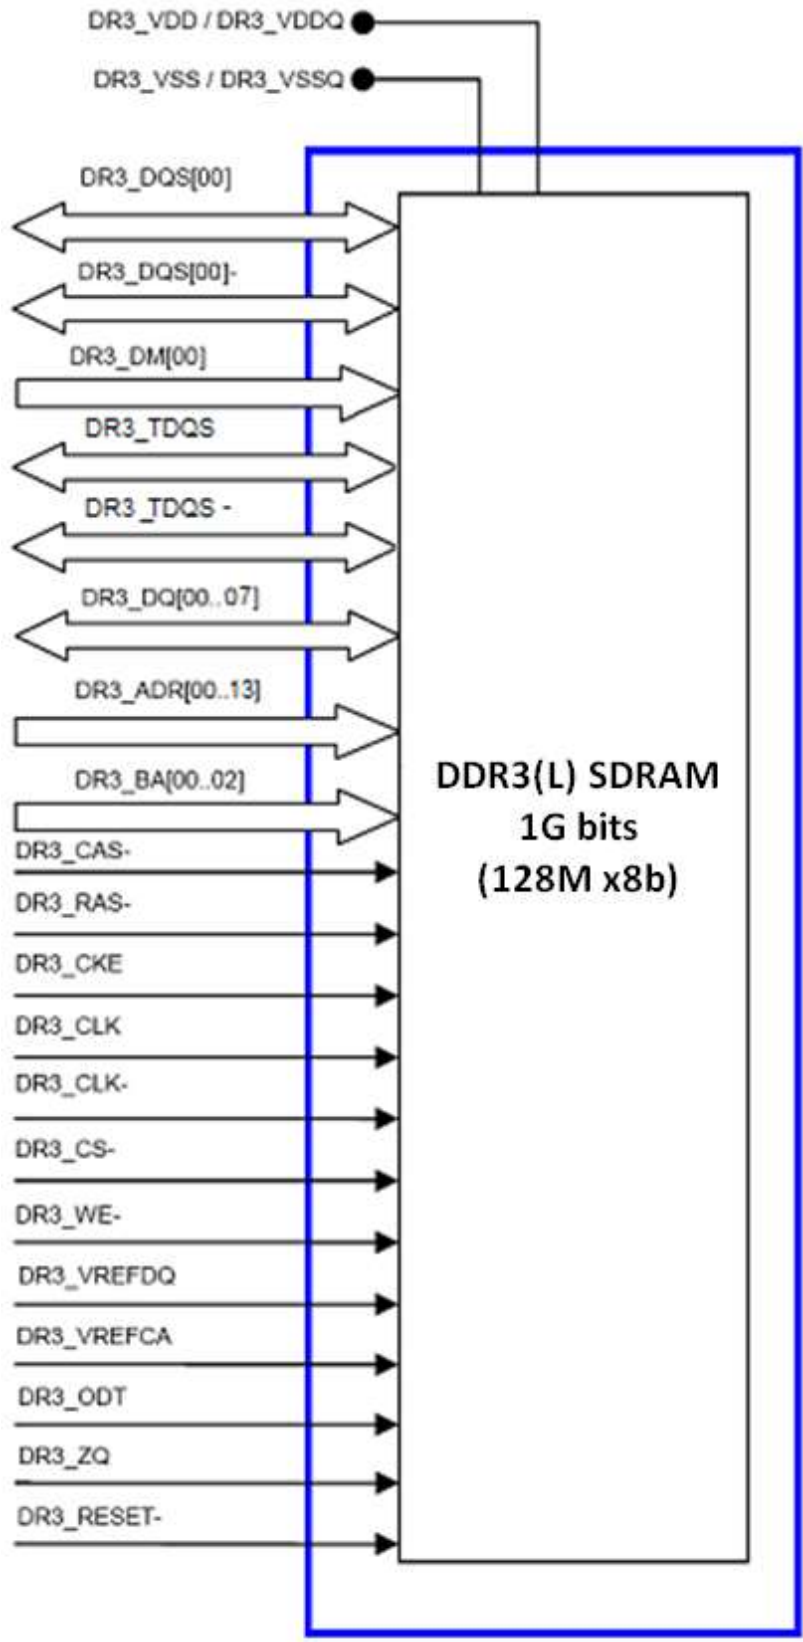 DR3_VDD / DR3_VDDQ
DR3_VSS / DR3_VSSQ
DR3_DQS[00]
DR3_DQS[00]-
DR3_DM[00]
DR3_TDQS
DR3_TDQS -
DR3_DQ[00..07]
DR3_ADR[00..13]
DR3_BA[00..02]
DR3_CAS-
DR3_RAS-
DR3_CKE
DR3_CLK
DR3_CLK-
DR3_CS-
DR3_WE-
DR3_VREFDQ
DR3_VREFCA
DR3_ODT
DR3_ZQ
DR3_RESET-
DDR3(L) SDRAM
1G bits
(128M x8b)